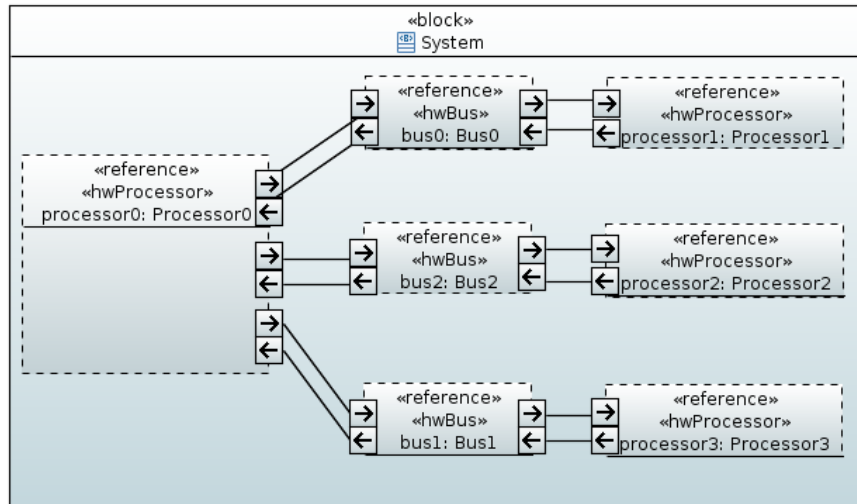 «block»
System
«reference»
«hwBus»
bus0: Bus0
«reference»
«hwProcessor»
processor1: Processor1
«reference»
«hwProcessor»
processor0: Processor0
«reference»
«hwBus»
bus2: Bus2
«reference»
«hwProcessor»
processor2: Processor2
«reference»
«hwBus»
bus1: Bus1
«reference»
«hwProcessor»
processor3: Processor3